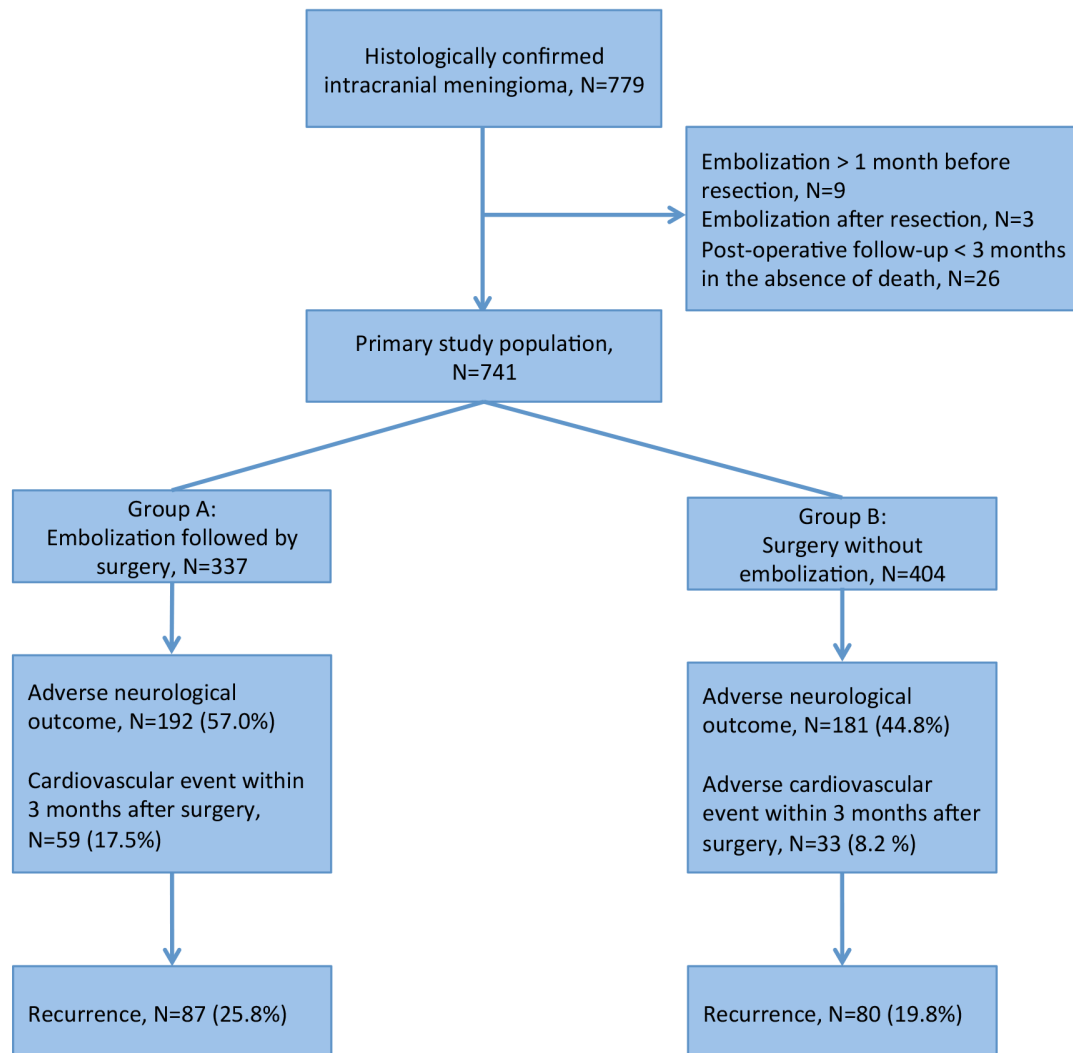 Histologically confirmed
intracranial meningioma, N=779
Embolization > 1 month before
resection, N=9
Embolization after resection, N=3
Post-operative follow-up < 3 months
in the absence of death, N=26
Primary study population,
N=741
Group A:
Embolization followed by
surgery, N=337
Group B:
Surgery without
embolization, N=404
Adverse neurological
outcome, N=192 (57.0%)
Cardiovascular event within
3 months after surgery,
N=59 (17.5%)
Adverse neurological
outcome, N=181 (44.8%)
Adverse cardiovascular
event within 3 months after
surgery, N=33 (8.2 %)
Recurrence, N=87 (25.8%)
Recurrence, N=80 (19.8%)